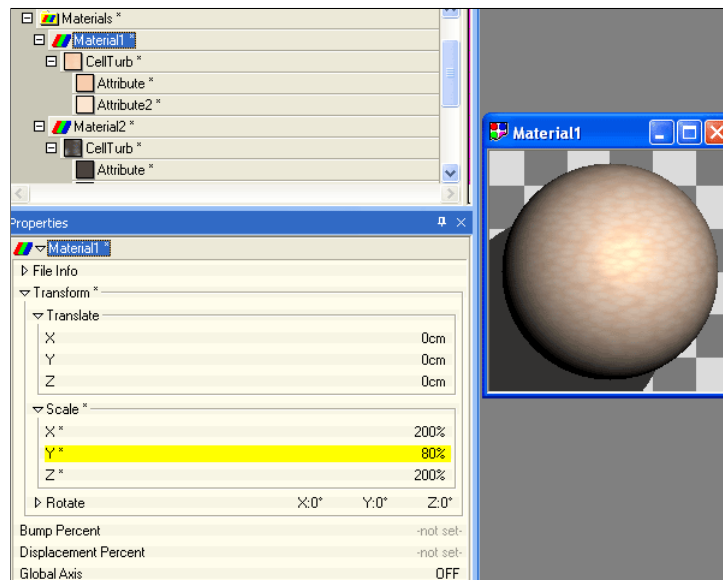 Materials *
Material1 *
CellTurb *
Attribute *
Attribute2 *
Material2 *
CellTurb *
Attribute *
Material1
Properties
Material1 *
File Info
Transform *
Translate
X 0cm
Y 0cm
Z 0cm
Scale *
X * 200%
Y * 80%
Z * 200%
Rotate X:0° Y:0° Z:0°
Bump Percent -not set-
Displacement Percent -not set-
Global Axis OFF